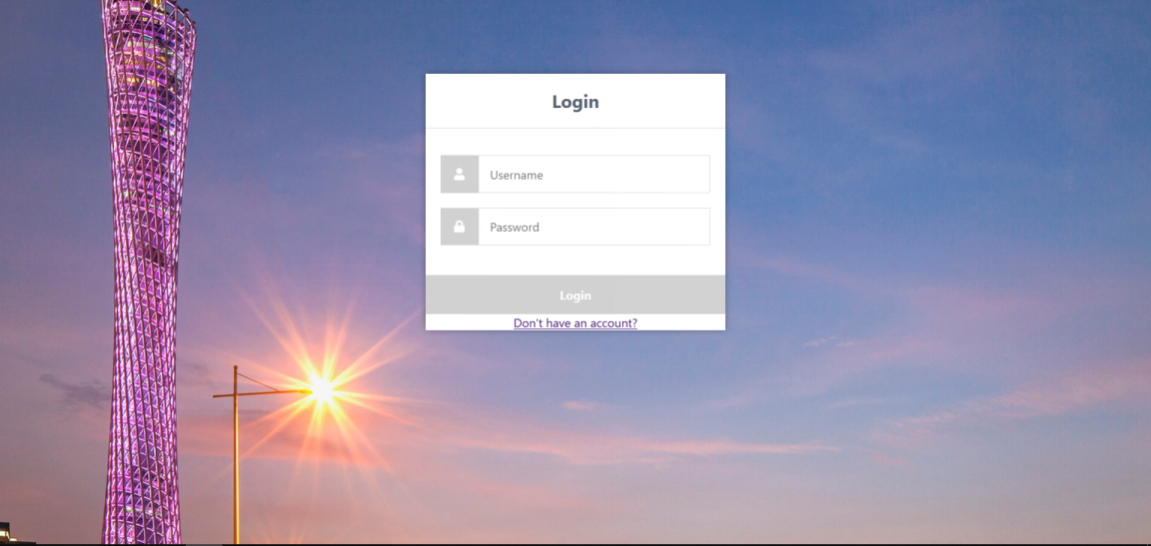 Login
Username
Password
Login
Don't have an account?